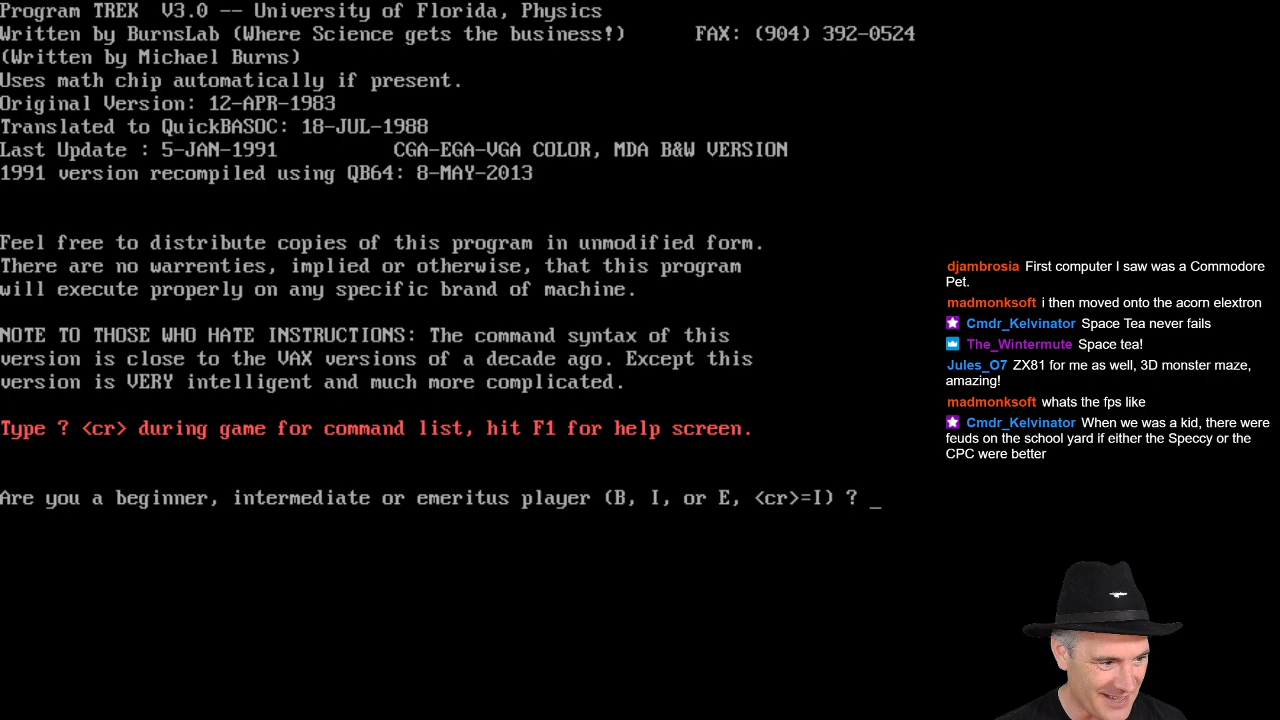 Program TREK  V3.0 -- University of Florida, Physics
Written by BurnsLab (Where Science gets the business!)      FAX: (904) 392-0524
(Written by Michael Burns)
Uses math chip automatically if present.
Original Version: 12-APR-1983
Translated to QuickBASOC: 18-JUL-1988
Last Update : 5-JAN-1991          CGA-EGA-VGA COLOR, MDA B&W VERSION
1991 version recompiled using QB64: 8-MAY-2013
Feel free to distribute copies of this program in unmodified form.
There are no warrenties, implied or otherwise, that this program
will execute properly on any specific brand of machine.
NOTE TO THOSE WHO HATE INSTRUCTIONS: The command syntax of this
version is close to the VAX versions of a decade ago. Except this
version is VERY intelligent and much more complicated.
Type ? <cr> during game for command list, hit F1 for help screen.
Are you a beginner, intermediate or emeritus player (B, I, or E, <cr>=I) ? _
djambrosia First computer I saw was a Commodore
Pet.
madmonksoft i then moved onto the acorn elextron
Cmdr_Kelvinator Space Tea never fails
The_Wintermute Space tea!
Jules_O7 ZX81 for me as well, 3D monster maze,
amazing!
madmonksoft whats the fps like
Cmdr_Kelvinator When we was a kid, there were
feuds on the school yard if either the Speccy or the
CPC were better